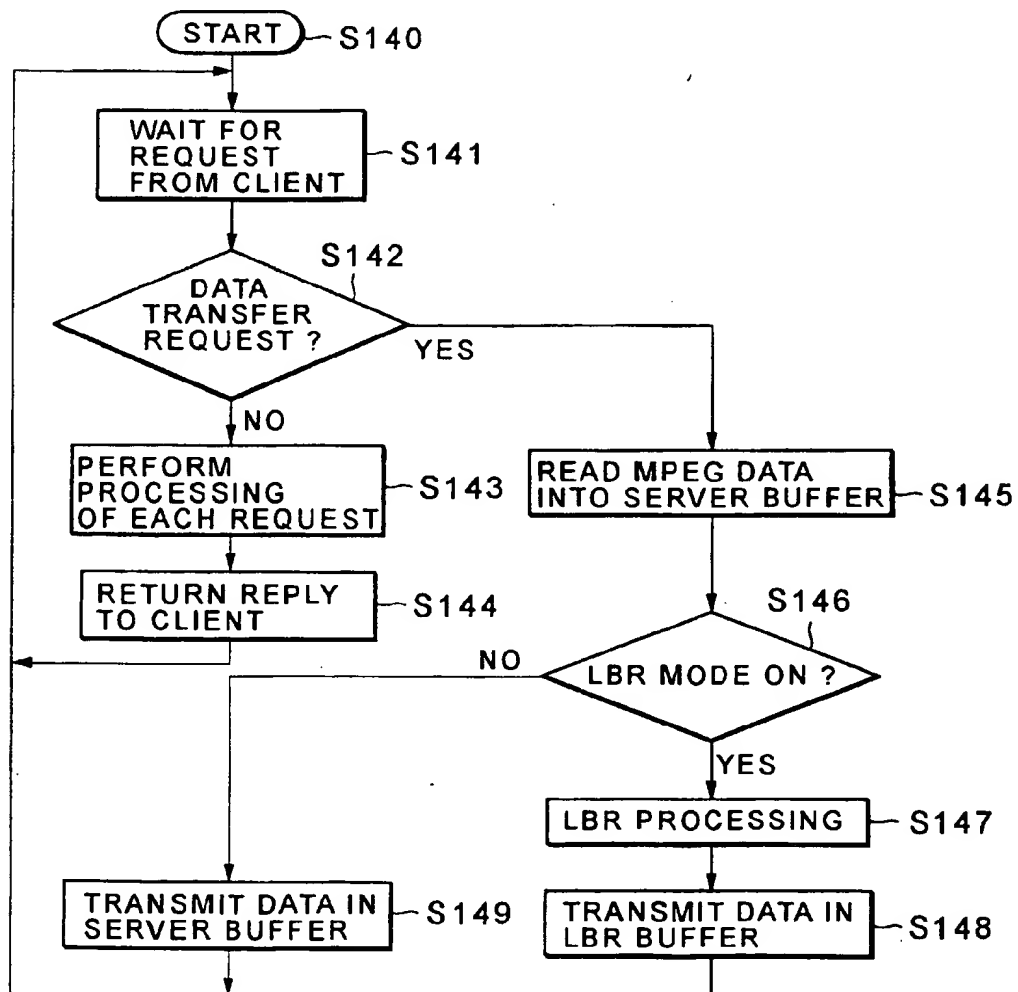 START
S140
WAIT FOR
REQUEST
FROM CLIENT
S141
S142
DATA
TRANSFER
REQUEST ?
YES
NO
PERFORM
PROCESSING
OF EACH REQUEST
S143
READ MPEG DATA
INTO SERVER BUFFER
S145
RETURN REPLY
TO CLIENT
S144
S146
LBR MODE ON ?
NO
YES
LBR PROCESSING
S147
TRANSMIT DATA IN
SERVER BUFFER
S149
TRANSMIT DATA IN
LBR BUFFER
S148